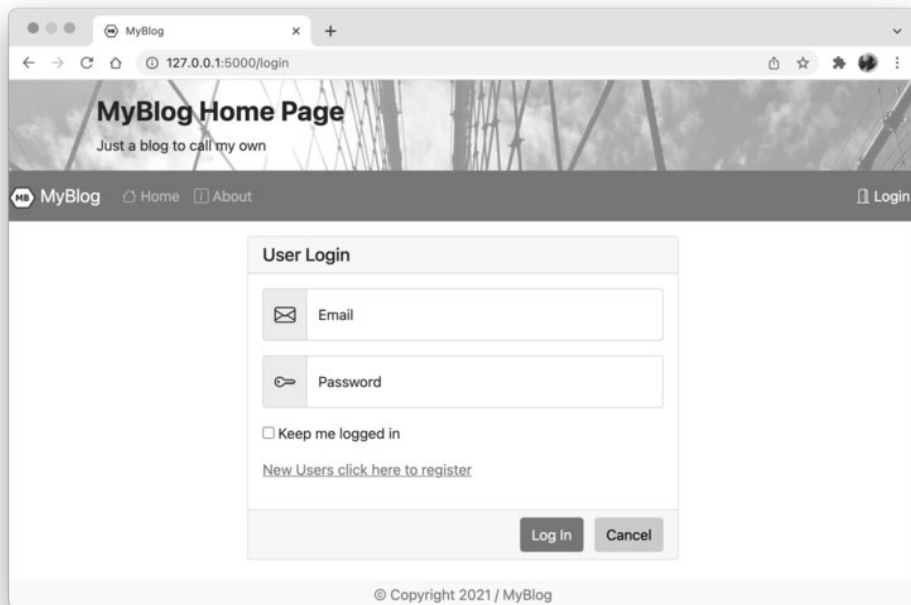 MB MyBlog
127.0.0.1:5000/login
MyBlog Home Page
Just a blog to call my own
MB MyBlog Home About Login
User Login
Email
Password
Keep me logged in
New Users click here to register
Log In Cancel
© Copyright 2021 / MyBlog